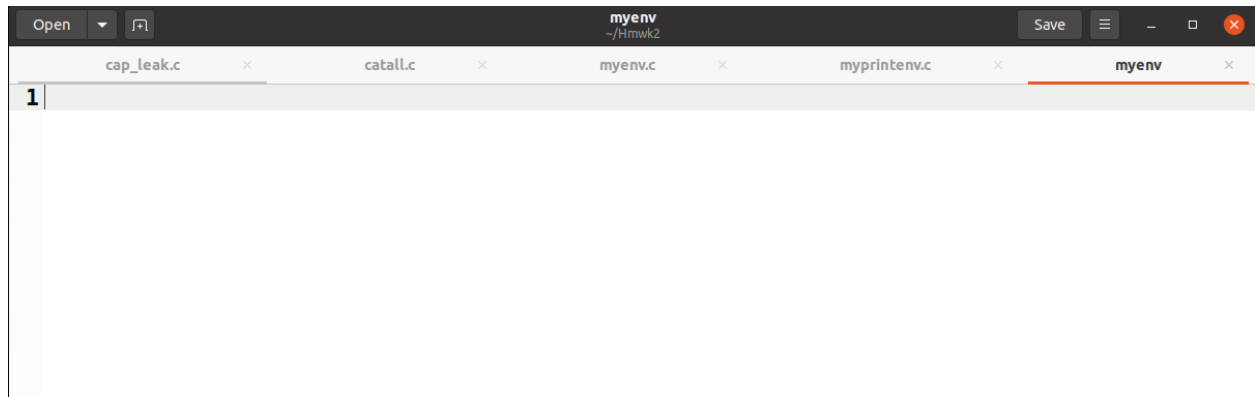 Open
myenv
~/Hmwk2
Save
cap_leak.c
catall.c
myenv.c
myprintenv.c
myenv
1